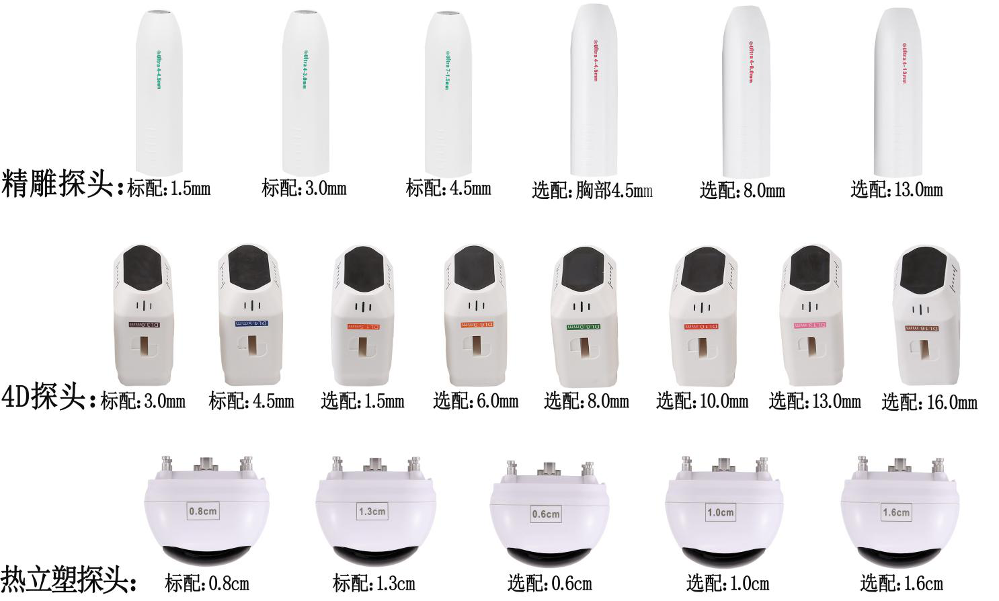 ◎Ultra 4-4.5mm
◎Ultra 4-3.0mm
◎Ultra 7-1.5mm
◎Ultra 4-4.5mm
◎Ultra 4-8.0mm
◎Ultra 4-13mm
精雕探头: 标配:1.5mm 标配:3.0mm 标配:4.5mm 选配:胸部4.5mm 选配:8.0mm 选配:13.0mm
DL3.0mm DL4.5mm DL1.5mm DL6.0mm DL8.0mm DL10mm DL13mm DL16mm
4D探头: 标配:3.0mm 标配:4.5mm 选配:1.5mm 选配:6.0mm 选配:8.0mm 选配:10.0mm 选配:13.0mm 选配:16.0mm
0.8cm 1.3cm 0.6cm 1.0cm 1.6cm
热立塑探头: 标配:0.8cm 标配:1.3cm 选配:0.6cm 选配:1.0cm 选配:1.6cm